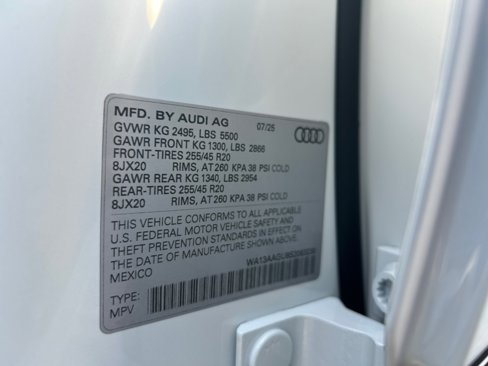 MFD. BY AUDI AG 07/25
GVWR KG 2495, LBS 5500
GAWR FRONT KG 1300, LBS 2866
FRONT-TIRES 255/45 R20
8JX20 RIMS, AT 260 KPA 38 PSI COLD
GAWR REAR KG 1340, LBS 2954
REAR-TIRES 255/45 R20
8JX20 RIMS, AT 260 KPA 38 PSI COLD
THIS VEHICLE CONFORMS TO ALL APPLICABLE
U.S. FEDERAL MOTOR VEHICLE SAFETY AND
THEFT PREVENTION STANDARDS IN EFFECT ON
THE DATE OF MANUFACTURE SHOWN ABOVE.
MEXICO
TYPE:
MPV